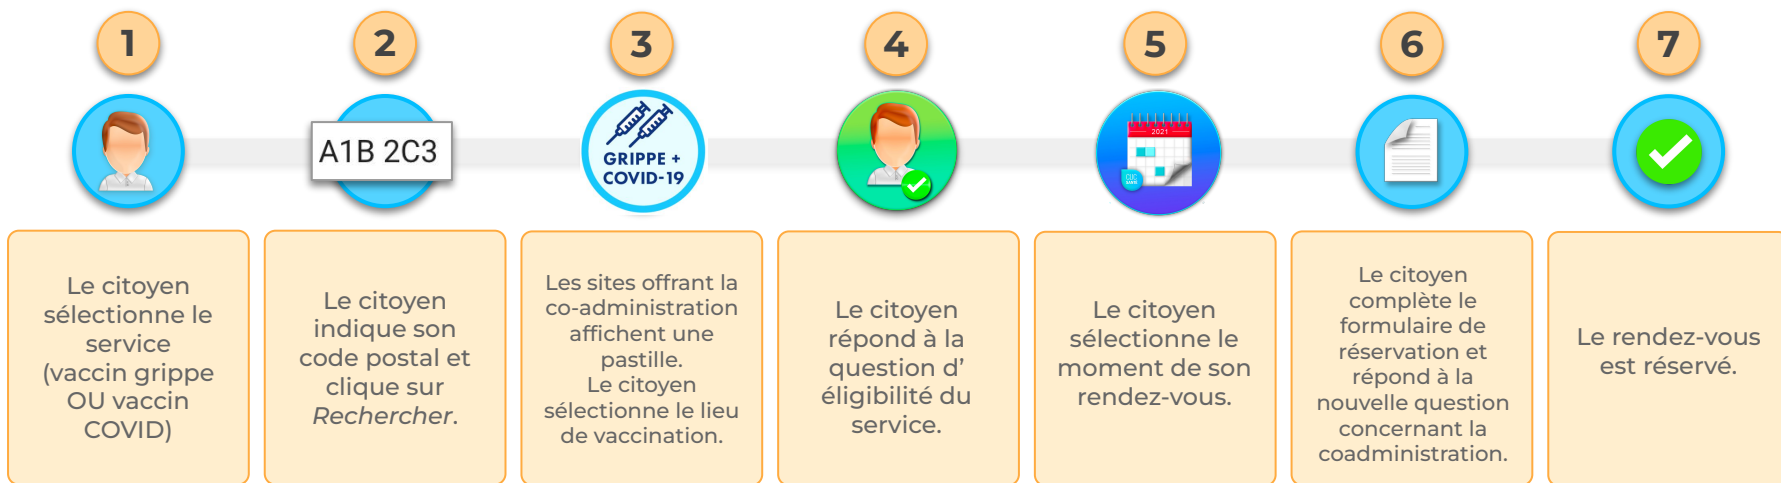 1
2
3
4
5
6
7
A1B 2C3
GRIPPE +
COVID-19
2021
CLIC
SANTÉ
Le citoyen
sélectionne le
service
(vaccin grippe
OU vaccin
COVID)
Le citoyen
indique son
code postal et
clique sur
Rechercher.
Les sites offrant la
co-administration
affichent une
pastille.
Le citoyen
sélectionne le lieu
de vaccination.
Le citoyen
répond à la
question d’
éligibilité du
service.
Le citoyen
sélectionne le
moment de son
rendez-vous.
Le citoyen
complète le
formulaire de
réservation et
répond à la
nouvelle question
concernant la
coadministration.
Le rendez-vous
est réservé.